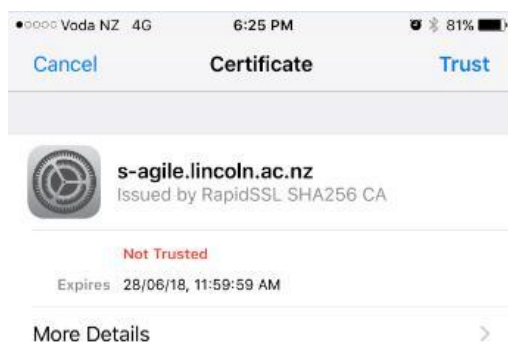 Voda NZ 4G 6:25 PM 81%
Cancel Certificate Trust
s-agile.lincoln.ac.nz
Issued by RapidSSL SHA256 CA
Not Trusted
Expires 28/06/18, 11:59:59 AM
More Details